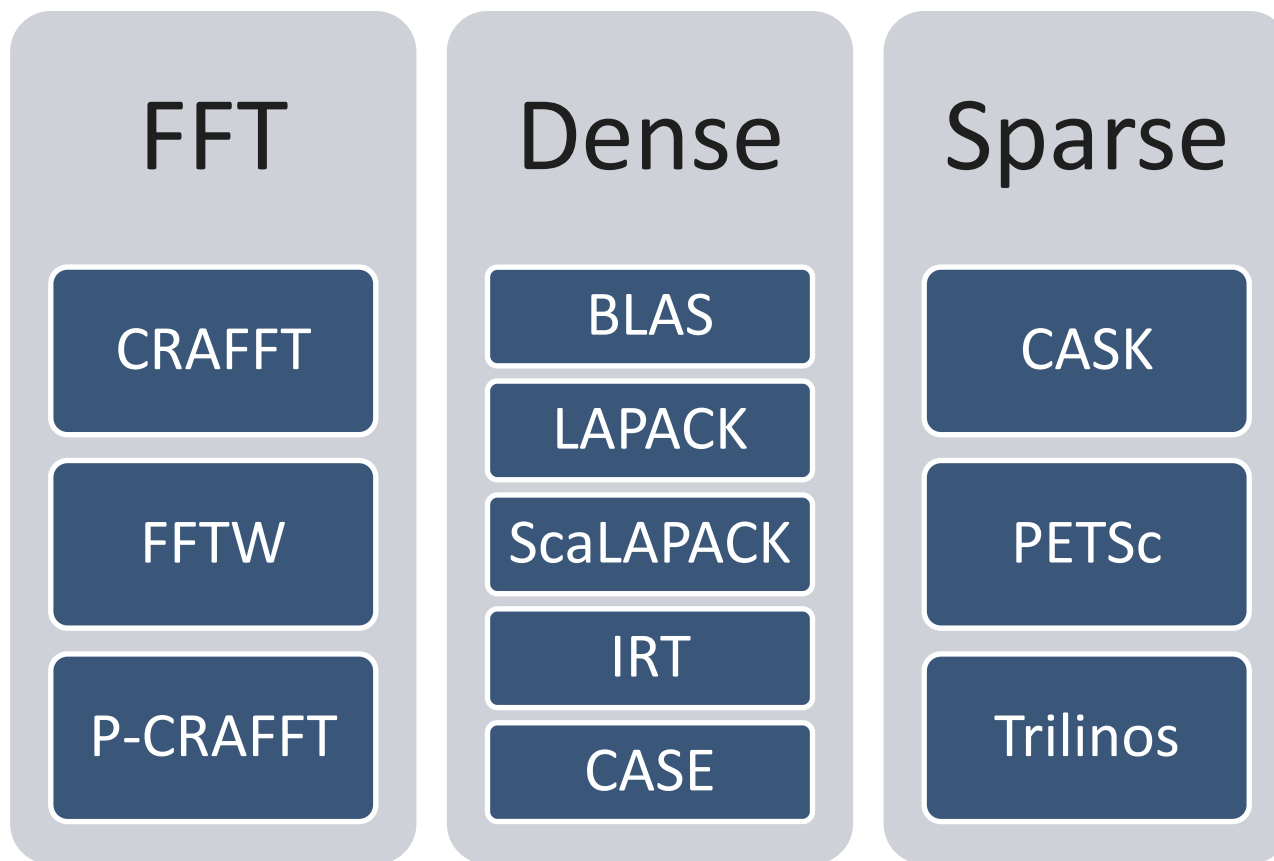 FFT
CRAFFT
FFTW
P-CRAFFT
Dense
BLAS
LAPACK
ScaLAPACK
IRT
CASE
Sparse
CASK
PETSc
Trilinos